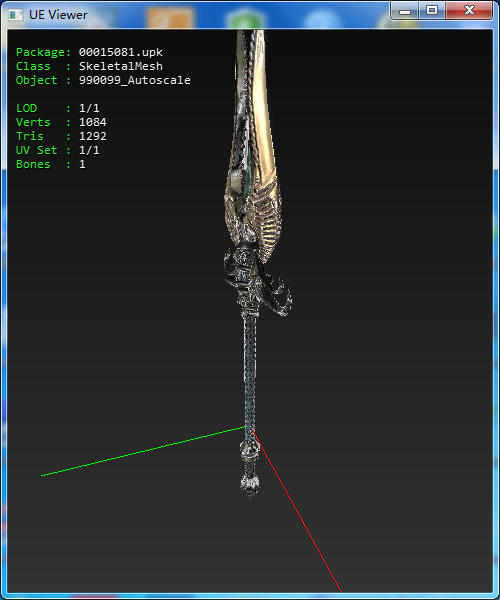 UE Viewer
Package: 00015081.upk
Class : SkeletalMesh
Object : 990099_Autoscale
LOD : 1/1
Verts : 1084
Tris : 1292
UV Set : 1/1
Bones : 1